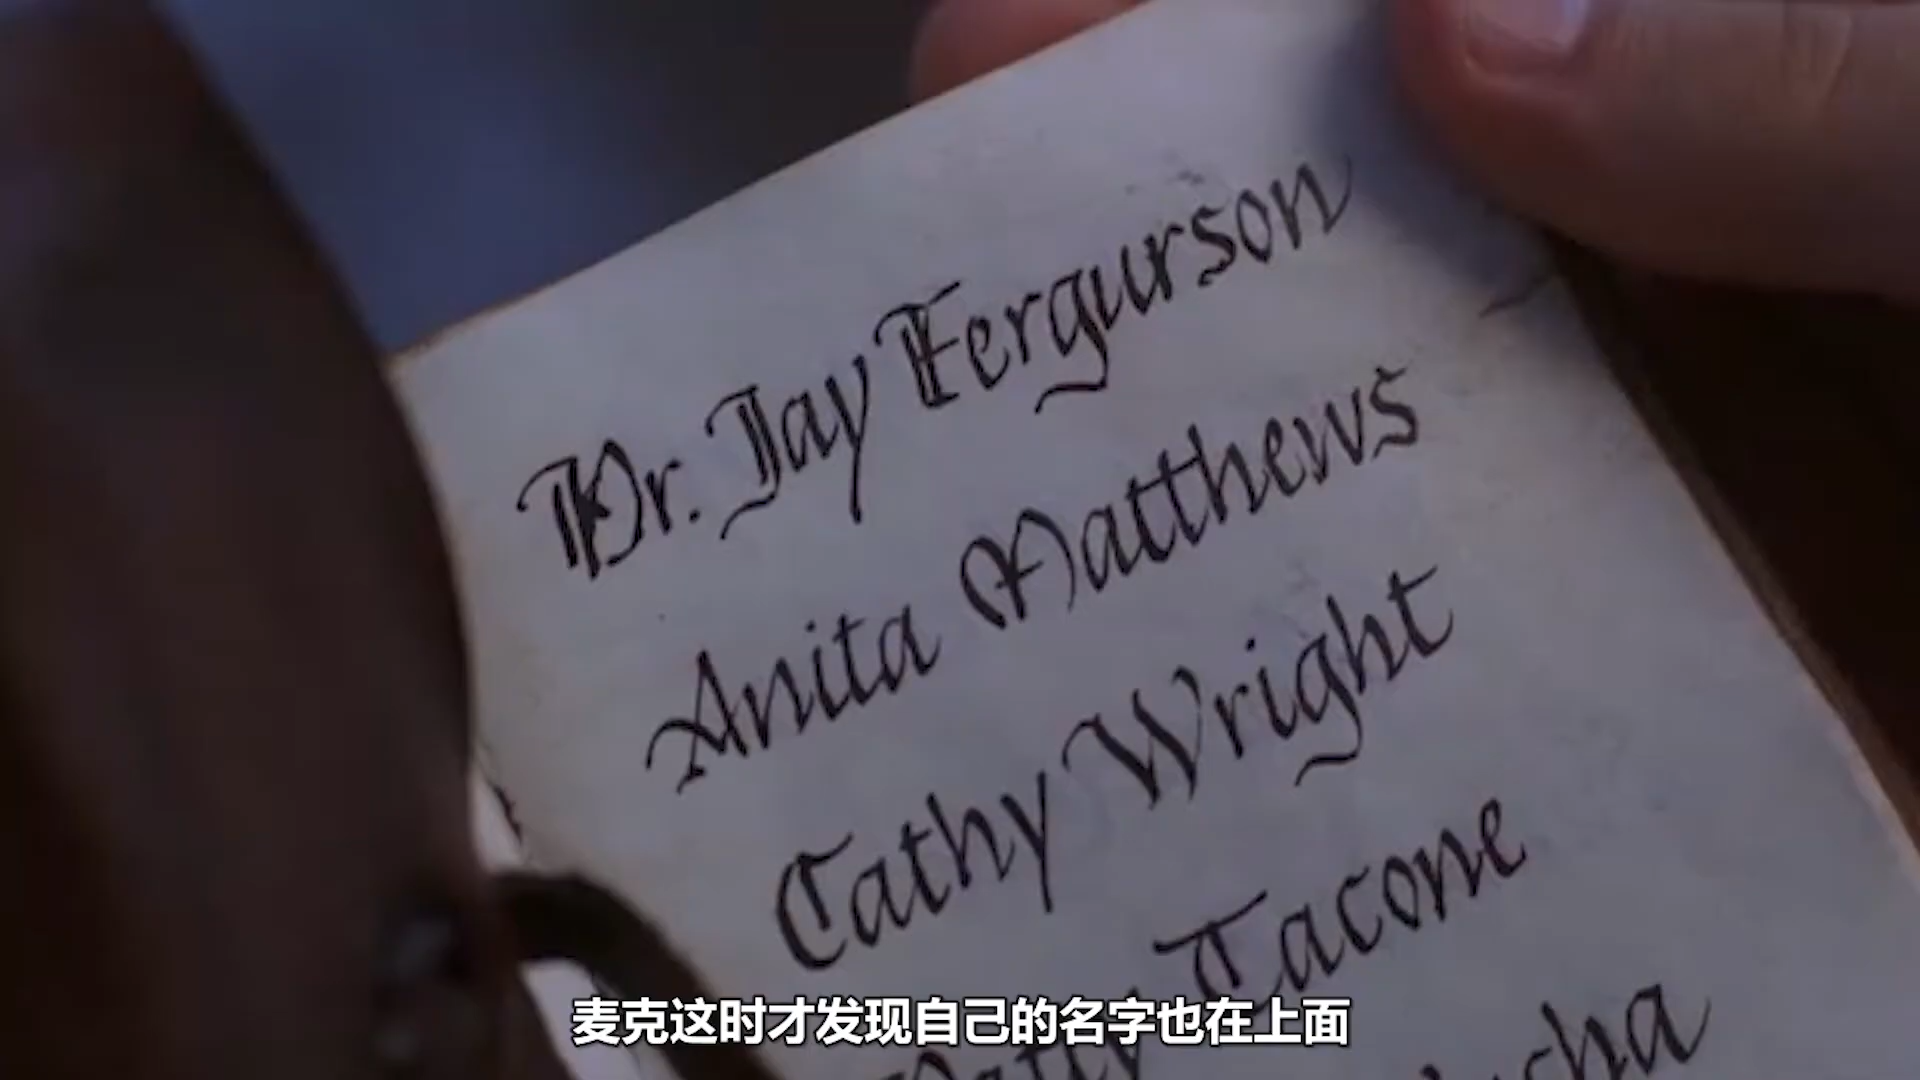 Dr. Jay Fergurson
Anita Matthews
Cathy Wright
Tacone
麦克这时才发现自己的名字也在上面